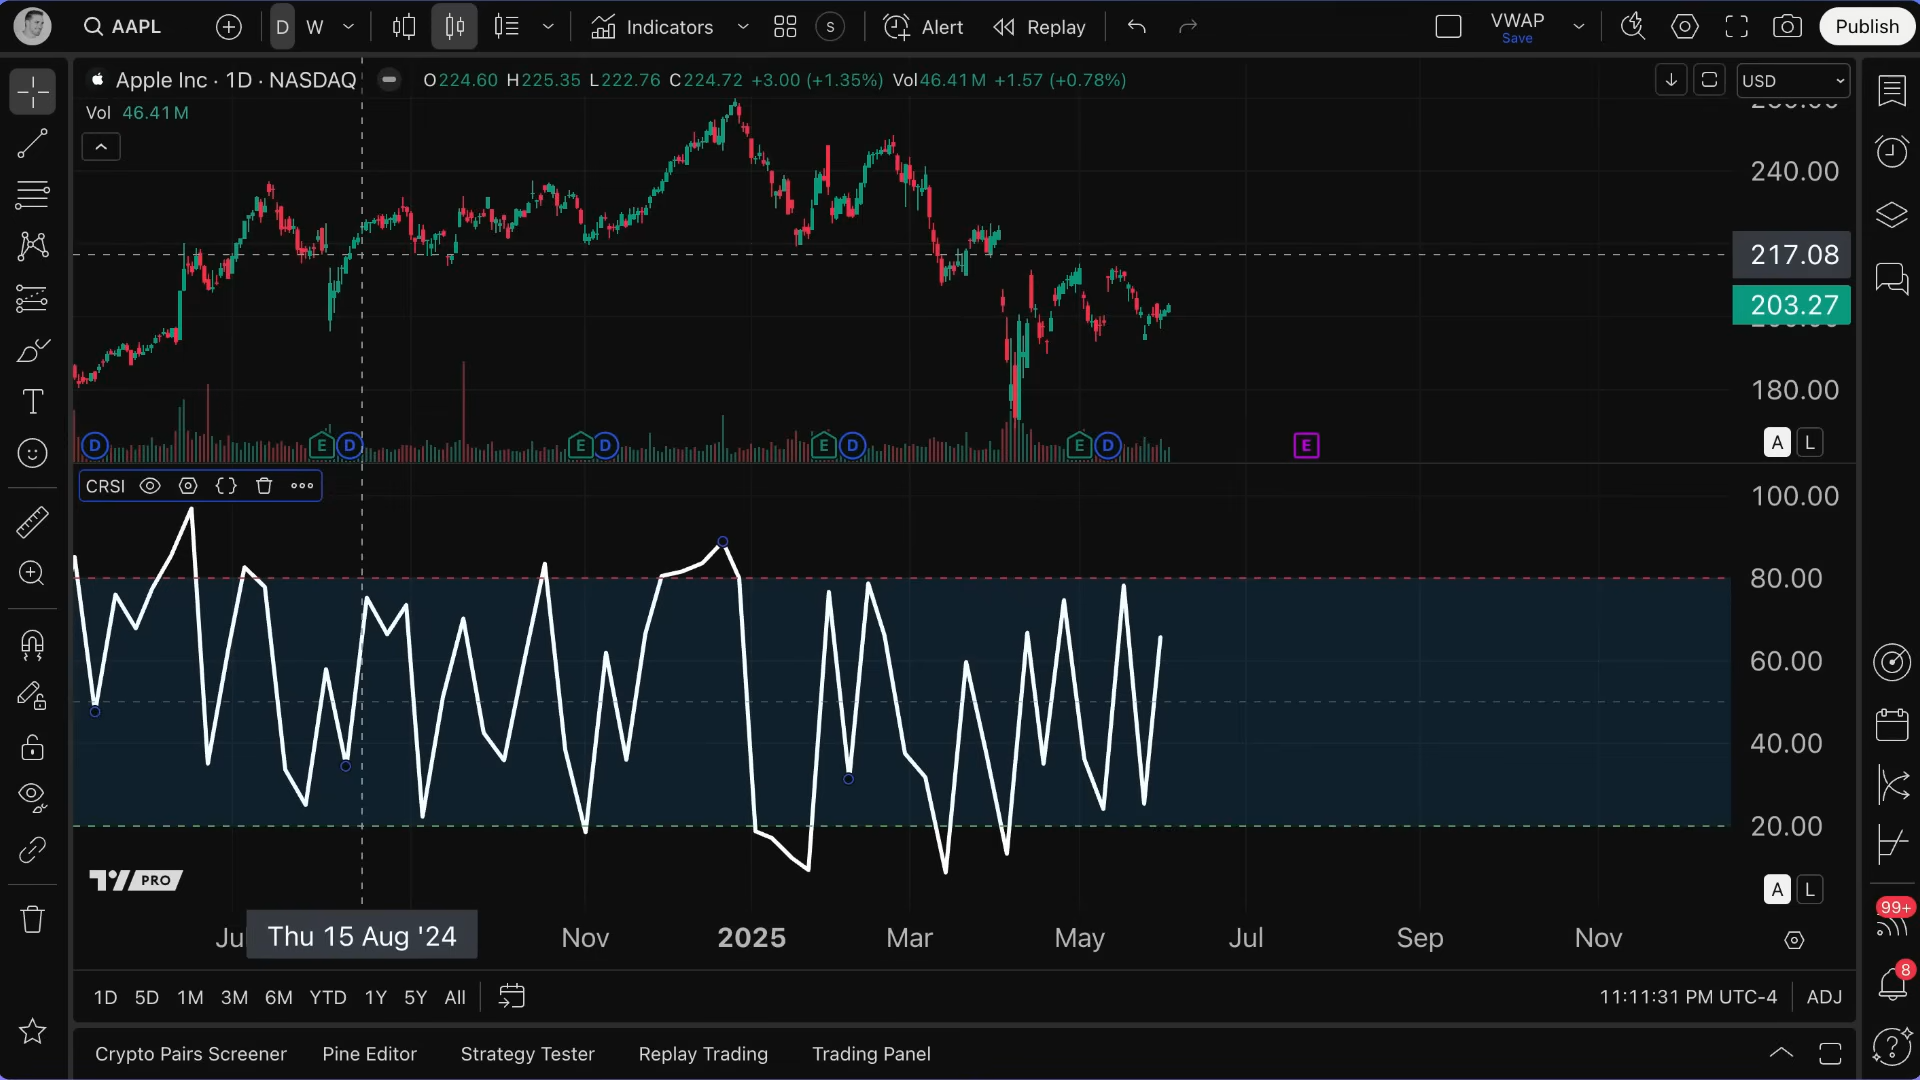 AAPL D W Indicators S Alert Replay VWAP Save Publish
Apple Inc · 1D · NASDAQ O224.60 H225.35 L222.76 C224.72 +3.00 (+1.35%) Vol46.41M +1.57 (+0.78%) USD
Vol 46.41M
240.00
217.08
203.27
180.00
D E D E D E D E D E A L
CRSI
100.00
80.00
60.00
40.00
20.00
PRO
A L
99+
Jul Thu 15 Aug '24 Nov 2025 Mar May Jul Sep Nov
8
1D 5D 1M 3M 6M YTD 1Y 5Y All 11:11:31 PM UTC-4 ADJ
Crypto Pairs Screener Pine Editor Strategy Tester Replay Trading Trading Panel